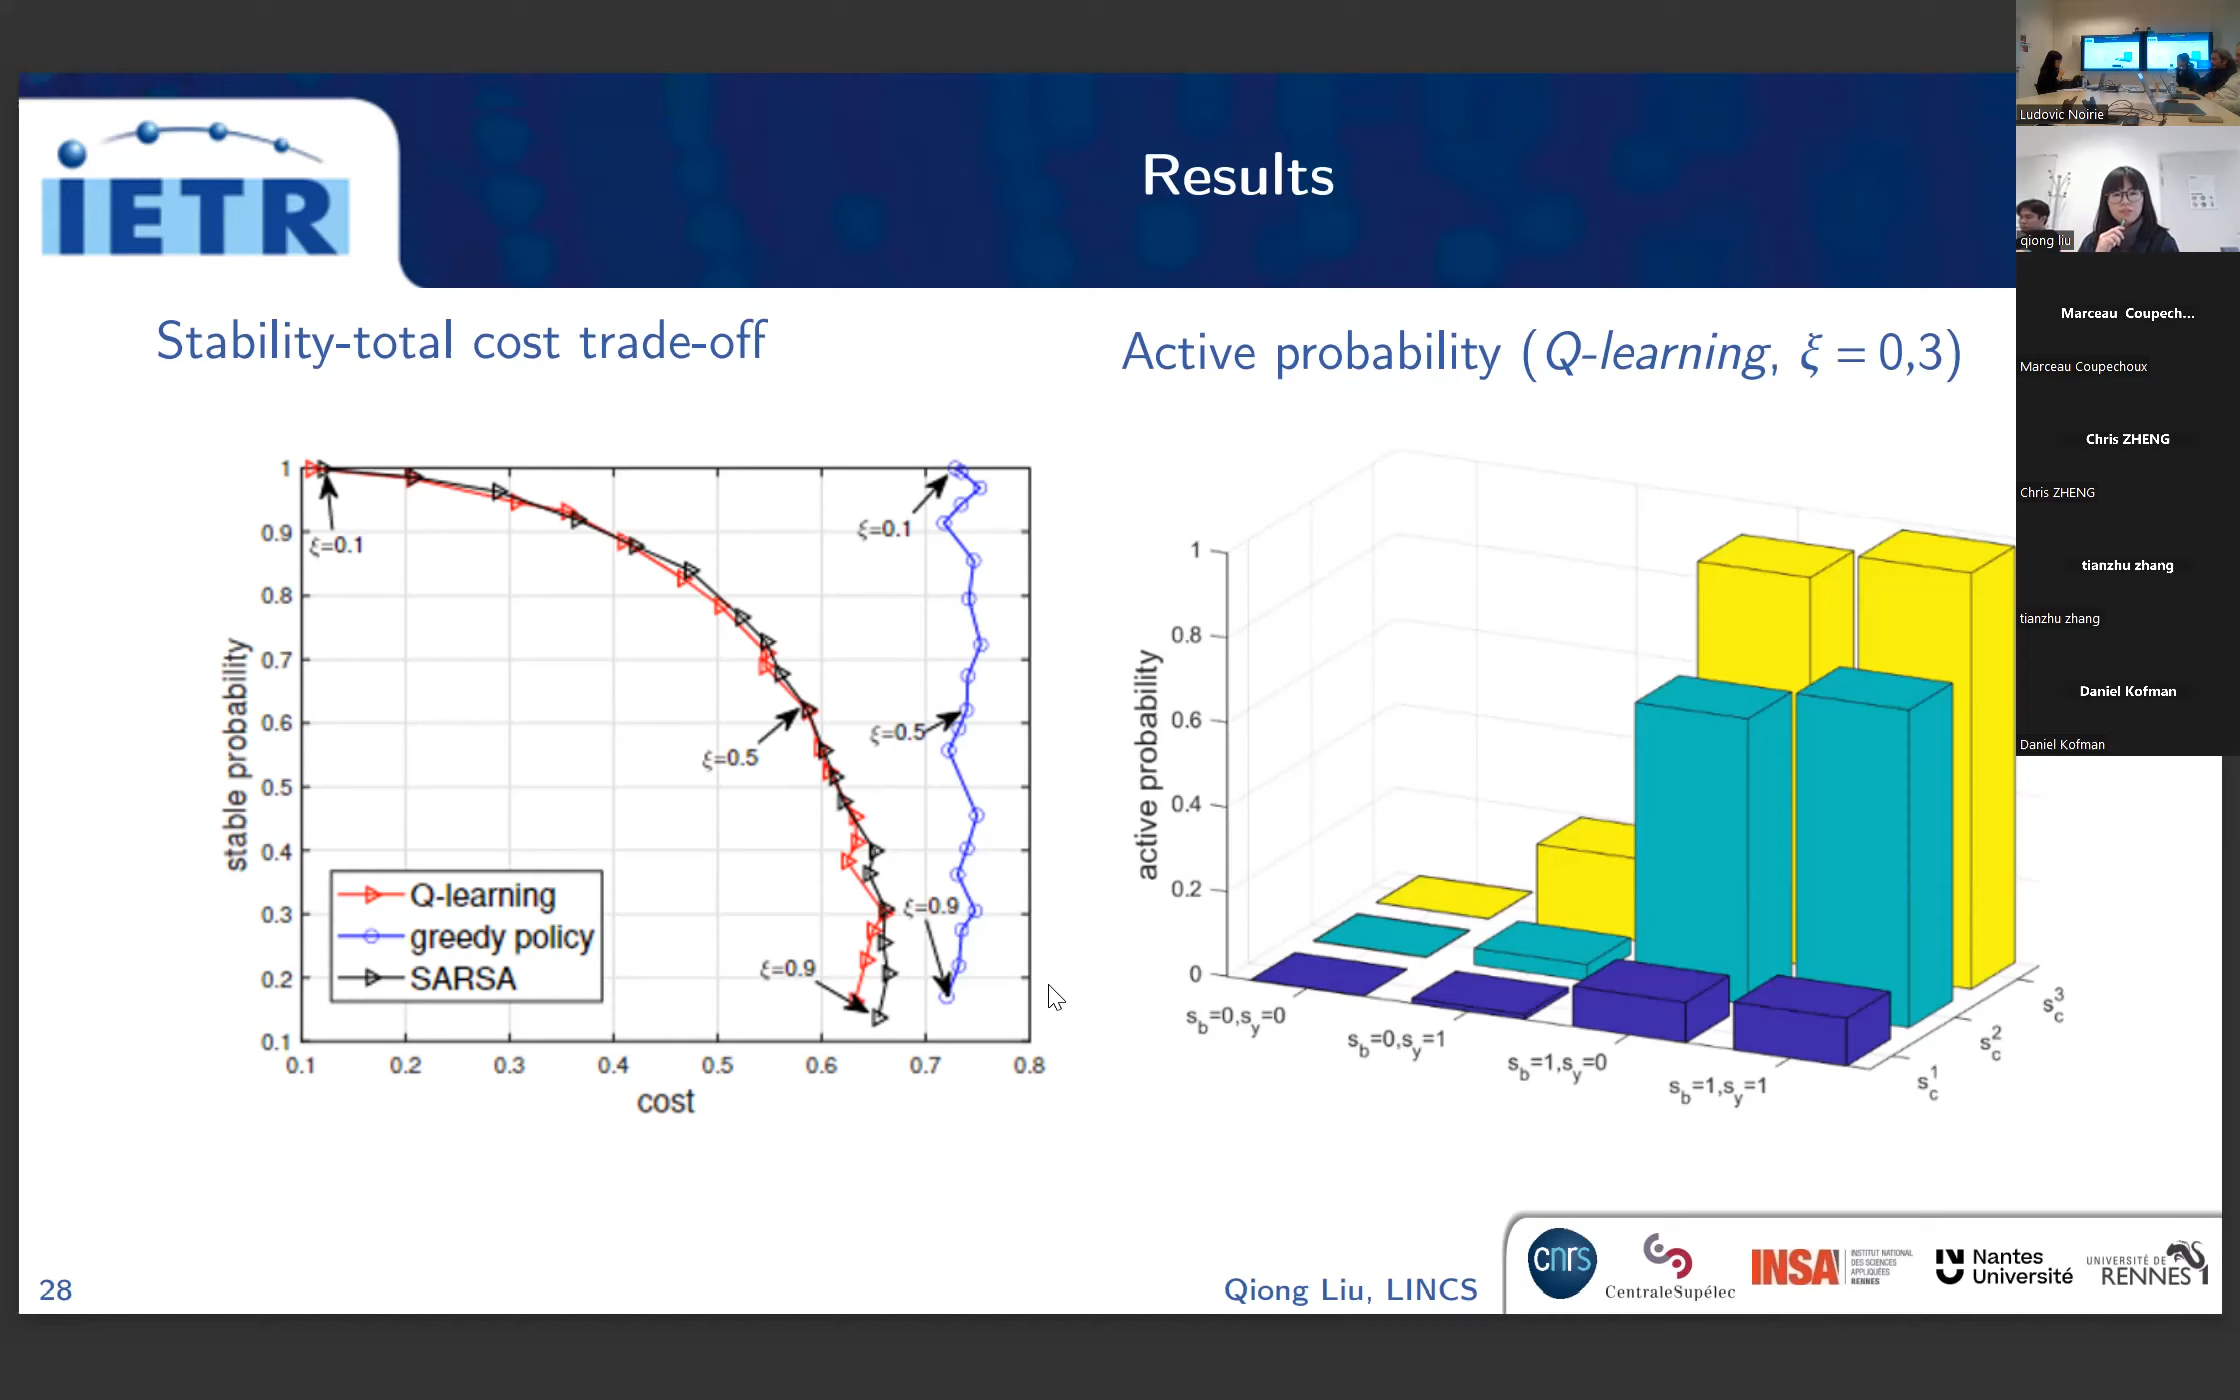 iETR
Results
Stability-total cost trade-off
Active probability (Q-learning, ξ = 0,3)
stable probability
1
0.9
0.8
0.7
0.6
0.5
0.4
0.3
0.2
0.1
0.1 0.2 0.3 0.4 0.5 0.6 0.7 0.8
cost
ξ=0.1
ξ=0.5
ξ=0.9
ξ=0.1
ξ=0.5
ξ=0.9
Q-learning
greedy policy
SARSA
active probability
1
0.8
0.6
0.4
0.2
0
s_b=0,s_y=0
s_b=0,s_y=1
s_b=1,s_y=0
s_b=1,s_y=1
s_c^1
s_c^2
s_c^3
28
Qiong Liu, LINCS
cnrs
CentraleSupélec
INSA
INSTITUT NATIONAL
DES SCIENCES
APPLIQUÉES
RENNES
Nantes
Université
UNIVERSITÉ DE
RENNES 1
Ludovic Noirie
qiong liu
Marceau Coupech...
Marceau Coupechoux
Chris ZHENG
Chris ZHENG
tianzhu zhang
tianzhu zhang
Daniel Kofman
Daniel Kofman